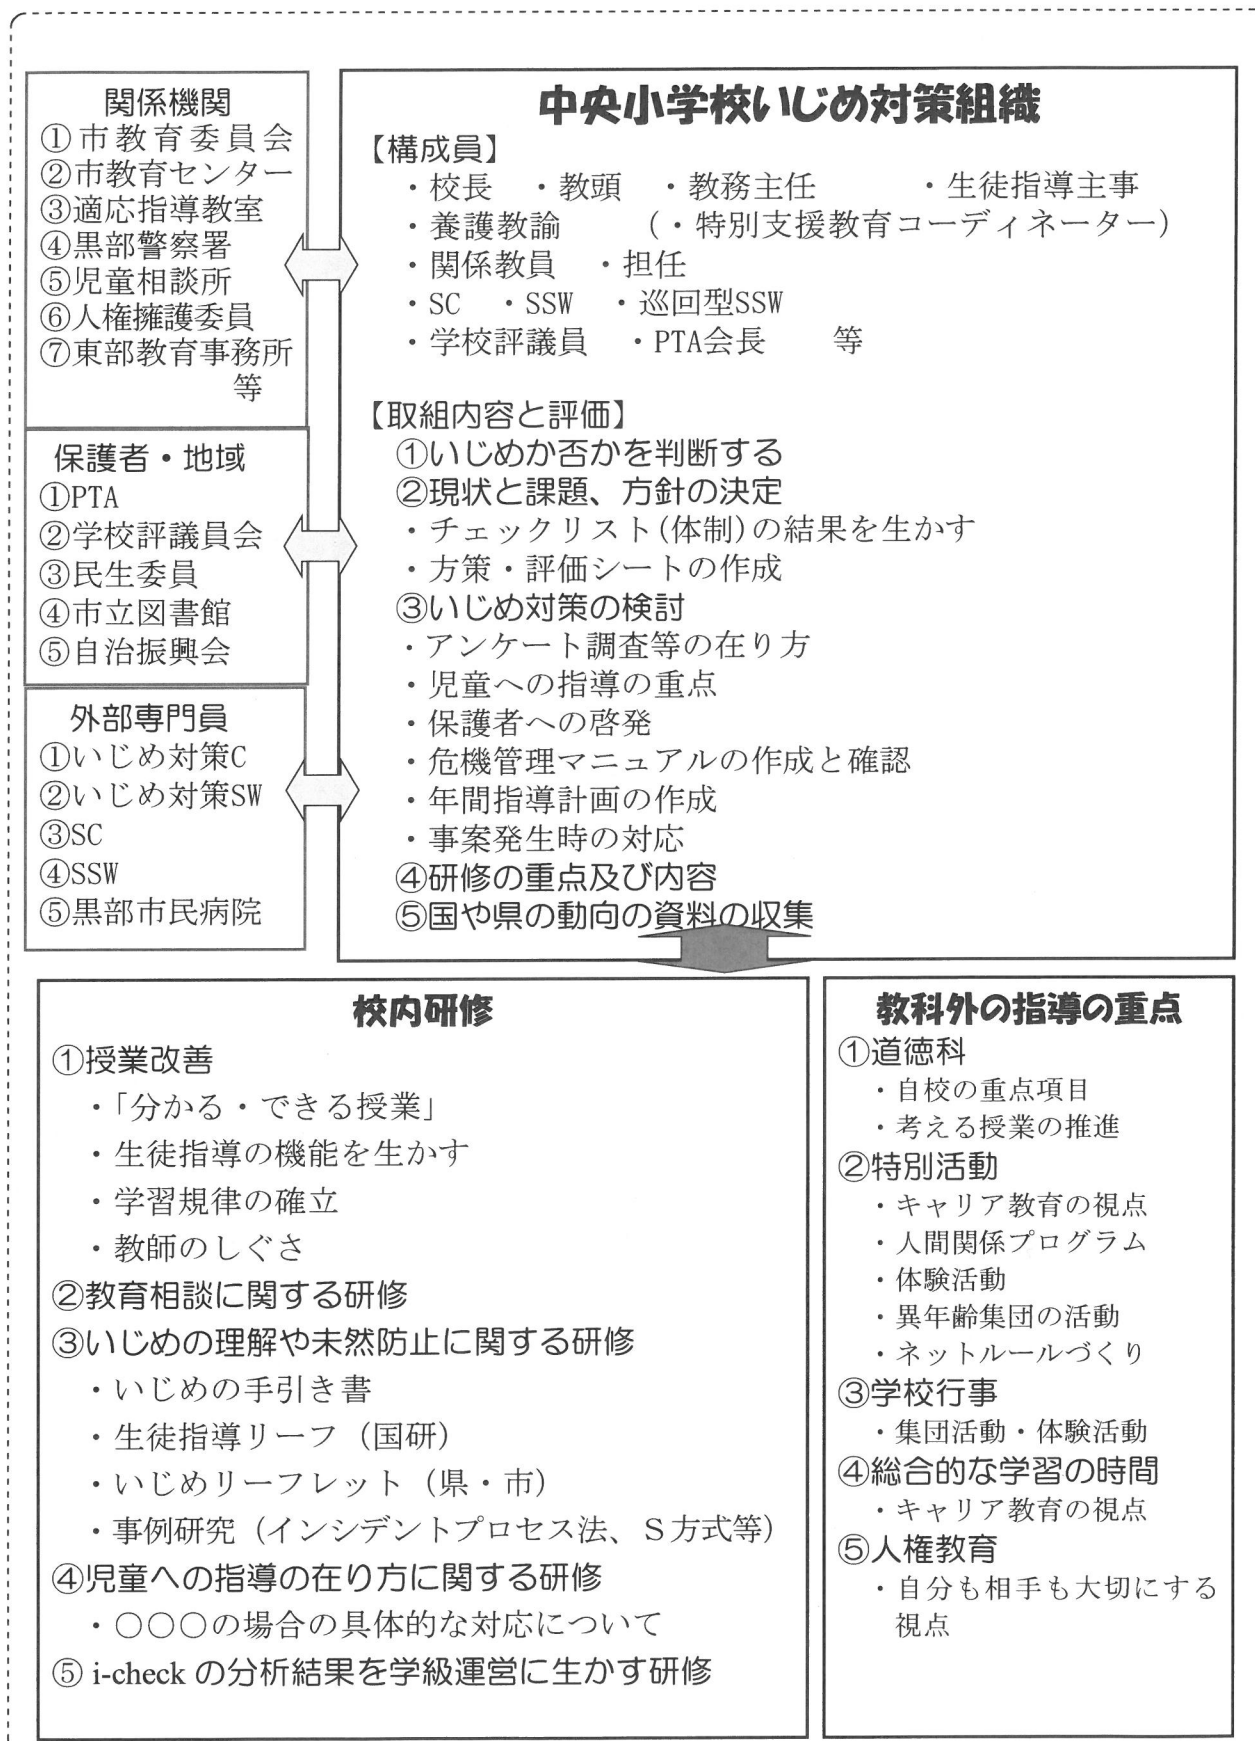 関係機関
①市教育委員会
②市教育センター
③適応指導教室
④黒部警察署
⑤児童相談所
⑥人権擁護委員
⑦東部教育事務所
等
保護者・地域
①PTA
②学校評議員会
③民生委員
④市立図書館
⑤自治振興会
外部専門員
①いじめ対策C
②いじめ対策SW
③SC
④SSW
⑤黒部市民病院
中央小学校いじめ対策組織
【構成員】
・校長　・教頭　・教務主任　　　・生徒指導主事
・養護教諭　　（・特別支援教育コーディネーター）
・関係教員　・担任
・SC　・SSW　・巡回型SSW
・学校評議員　・PTA会長　　等
【取組内容と評価】
①いじめか否かを判断する
②現状と課題、方針の決定
・チェックリスト(体制)の結果を生かす
・方策・評価シートの作成
③いじめ対策の検討
・アンケート調査等の在り方
・児童への指導の重点
・保護者への啓発
・危機管理マニュアルの作成と確認
・年間指導計画の作成
・事案発生時の対応
④研修の重点及び内容
⑤国や県の動向の資料の収集
校内研修
①授業改善
・「分かる・できる授業」
・生徒指導の機能を生かす
・学習規律の確立
・教師のしぐさ
②教育相談に関する研修
③いじめの理解や未然防止に関する研修
・いじめの手引き書
・生徒指導リーフ（国研）
・いじめリーフレット（県・市）
・事例研究（インシデントプロセス法、S方式等）
④児童への指導の在り方に関する研修
・○○○の場合の具体的な対応について
⑤ i-check の分析結果を学級運営に生かす研修
教科外の指導の重点
①道徳科
・自校の重点項目
・考える授業の推進
②特別活動
・キャリア教育の視点
・人間関係プログラム
・体験活動
・異年齢集団の活動
・ネットルールづくり
③学校行事
・集団活動・体験活動
④総合的な学習の時間
・キャリア教育の視点
⑤人権教育
・自分も相手も大切にする
視点